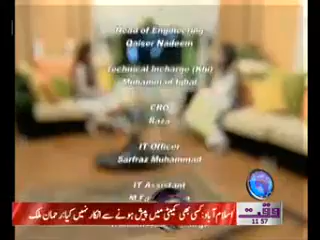 Head of Engineering
Qaiser Nadeem
Technical Incharge (Khi)
Muhammad Iqbal
CRO
Raza
IT Officer
Sarfraz Muhammad
IT Assistant
اسلام آباد: کسی بھی کمیٹی میں پیش ہونے سے انکار نہیں کیا، رحمان ملک
11 57